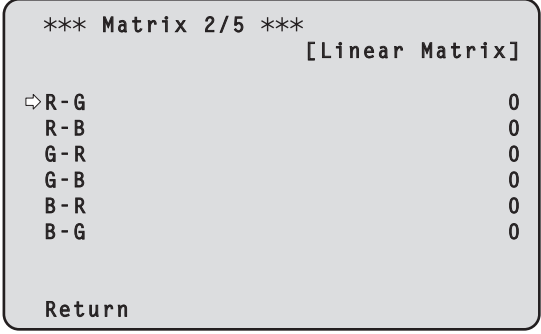 *** Matrix 2/5 ***
[Linear Matrix]
⇨R-G 0
R-B 0
G-R 0
G-B 0
B-R 0
B-G 0
Return